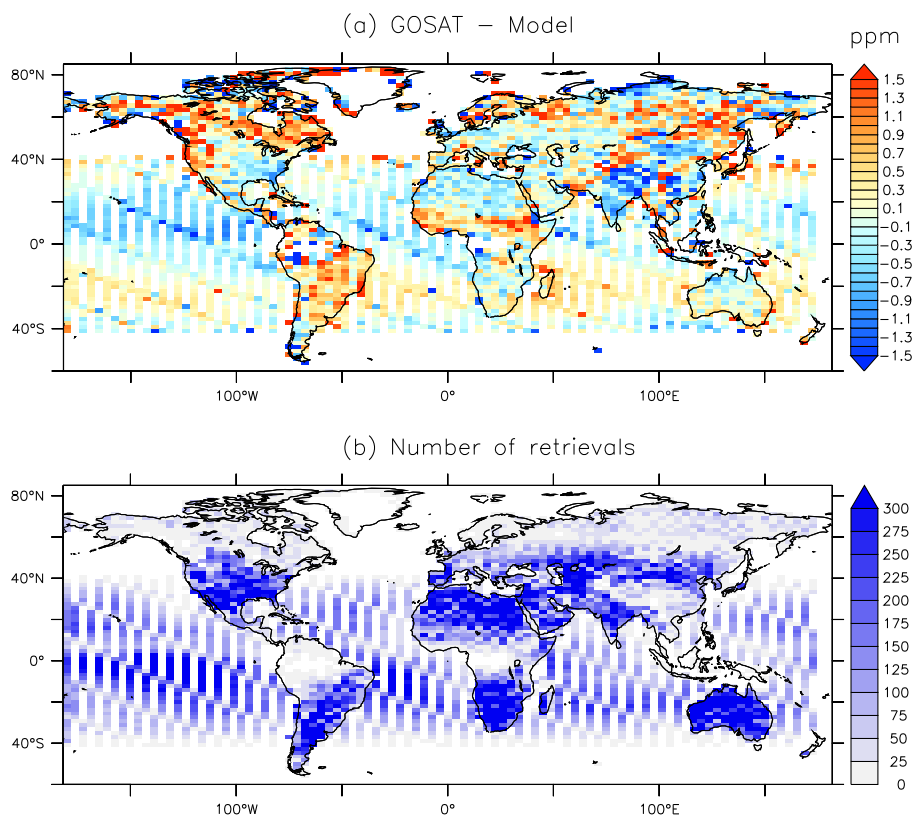 (a) GOSAT − Model
ppm
80°N
40°N
0°
40°S
100°W
0°
100°E
1.5
1.3
1.1
0.9
0.7
0.5
0.3
0.1
−0.1
−0.3
−0.5
−0.7
−0.9
−1.1
−1.3
−1.5
(b) Number of retrievals
80°N
40°N
0°
40°S
100°W
0°
100°E
300
275
250
225
200
175
150
125
100
75
50
25
0